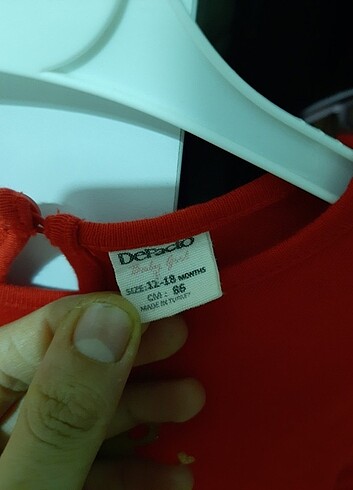 DeFacto
Baby Girl
SIZE: 12-18 MONTHS
CM: 86
MADE IN TURKEY